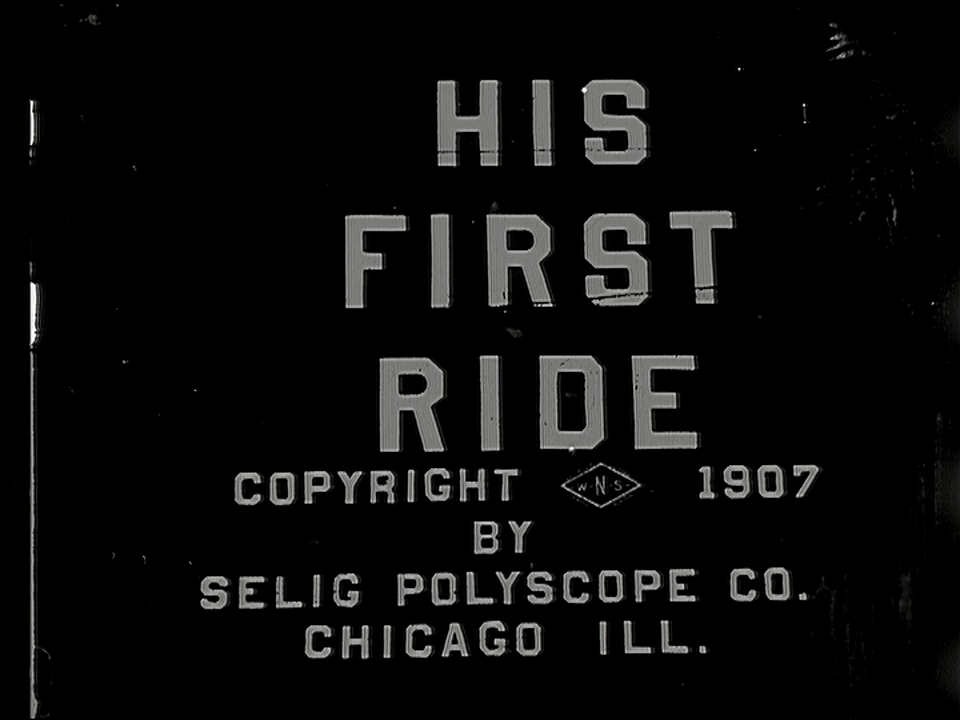 HIS
FIRST
RIDE
COPYRIGHT W·N·S 1907
BY
SELIG POLYSCOPE CO.
CHICAGO ILL.